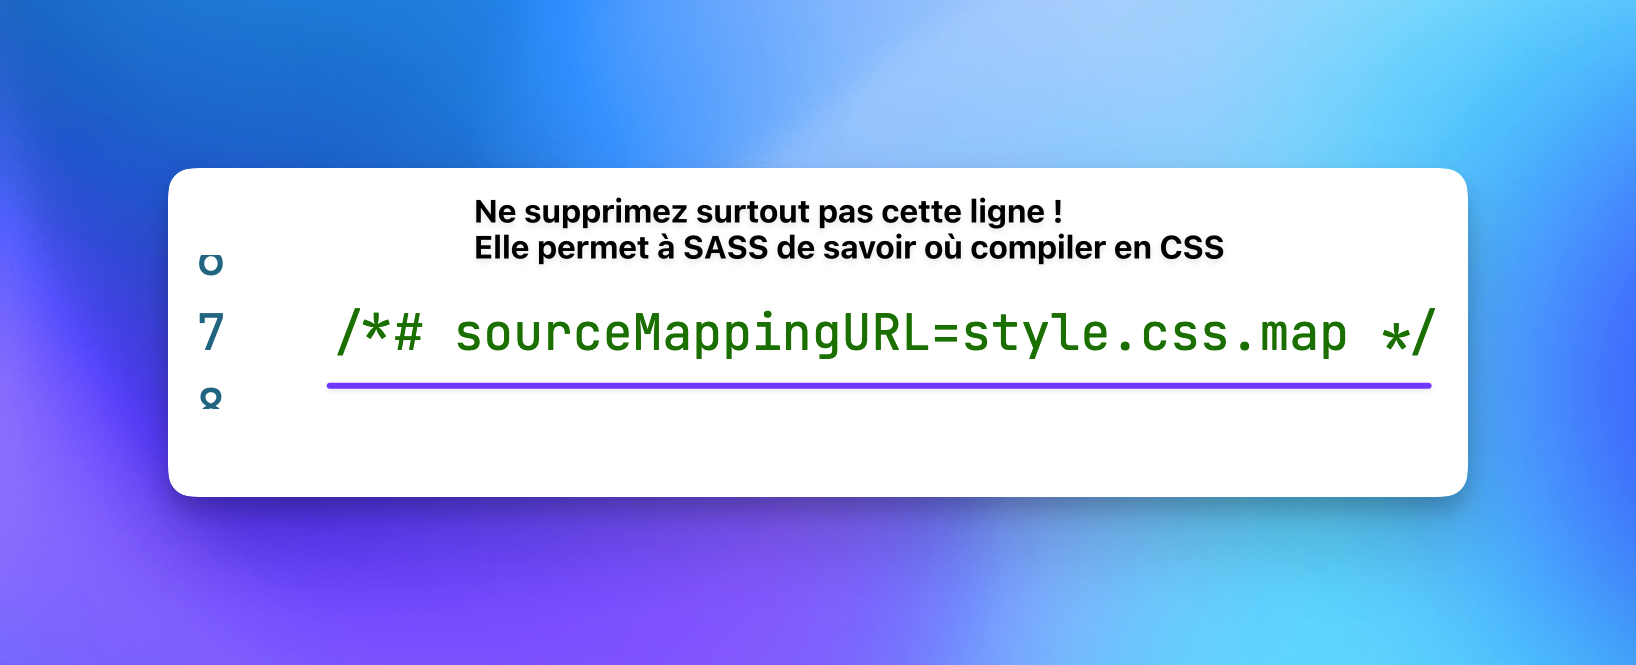 Ne supprimez surtout pas cette ligne !
Elle permet à SASS de savoir où compiler en CSS
7 /*# sourceMappingURL=style.css.map */
8